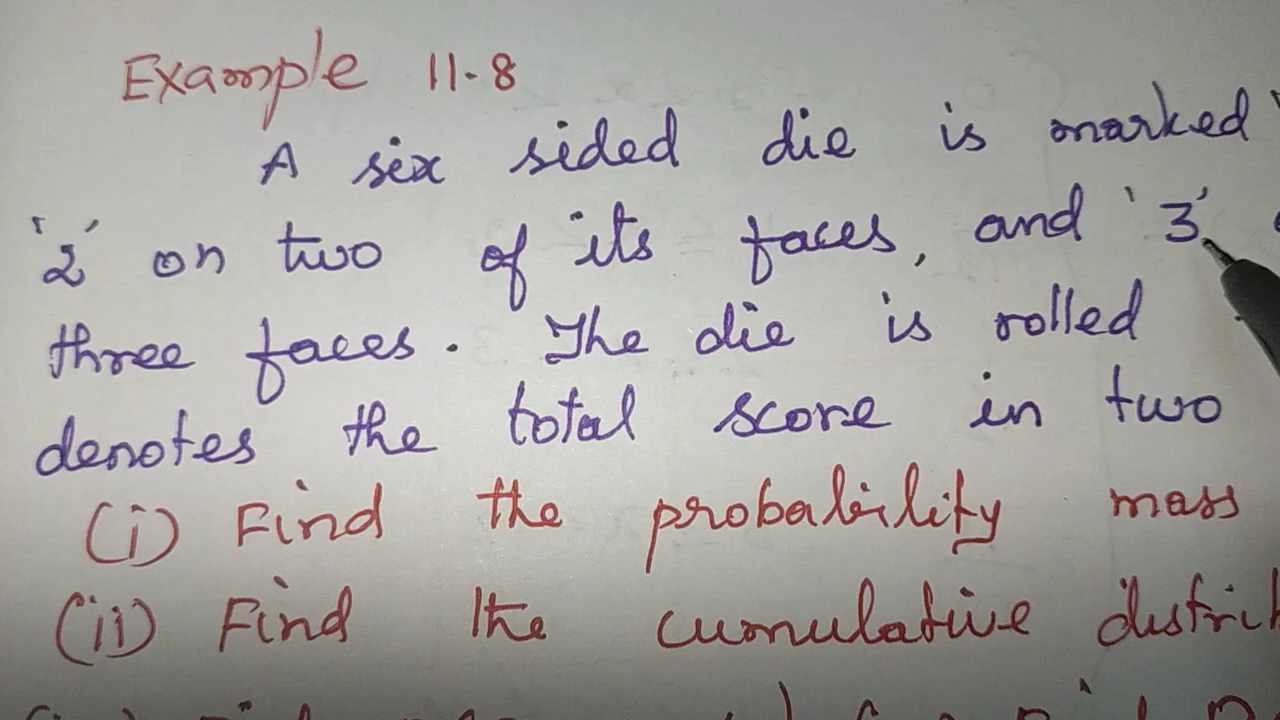 Example 11.8
A six sided die is marked
'2' on two of its faces, and '3'
three faces. The die is rolled
denotes the total score in two
(i) Find the probability mass
(ii) Find the cumulative distrib